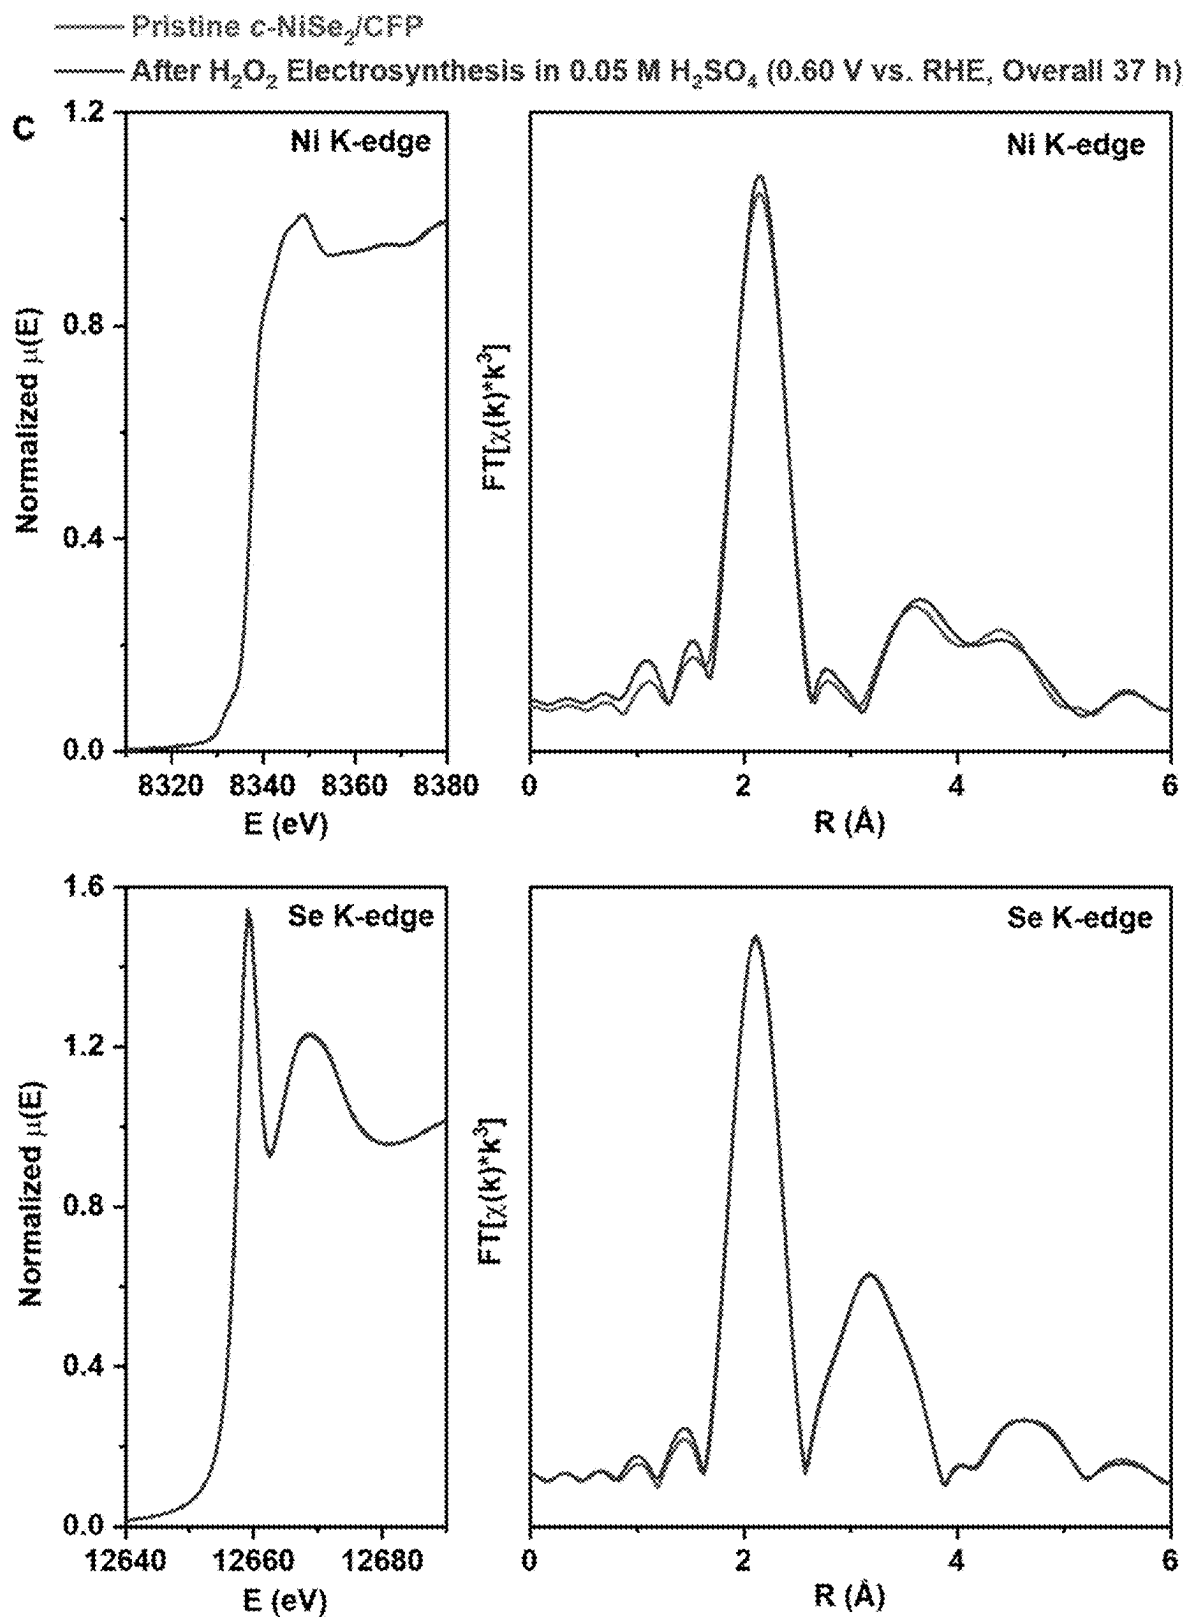 Pristine c-NiSe₂/CFP
After H₂O₂ Electrosynthesis in 0.05 M H₂SO₄ (0.60 V vs. RHE, Overall 37 h)
C
Ni K-edge
Normalized μ(E)
1.2
0.8
0.4
0.0
8320 8340 8360 8380
E (eV)
Ni K-edge
FT[χ(k)*k³]
0 2 4 6
R (Å)
Se K-edge
Normalized μ(E)
1.6
1.2
0.8
0.4
0.0
12640 12660 12680
E (eV)
Se K-edge
FT[χ(k)*k³]
0 2 4 6
R (Å)